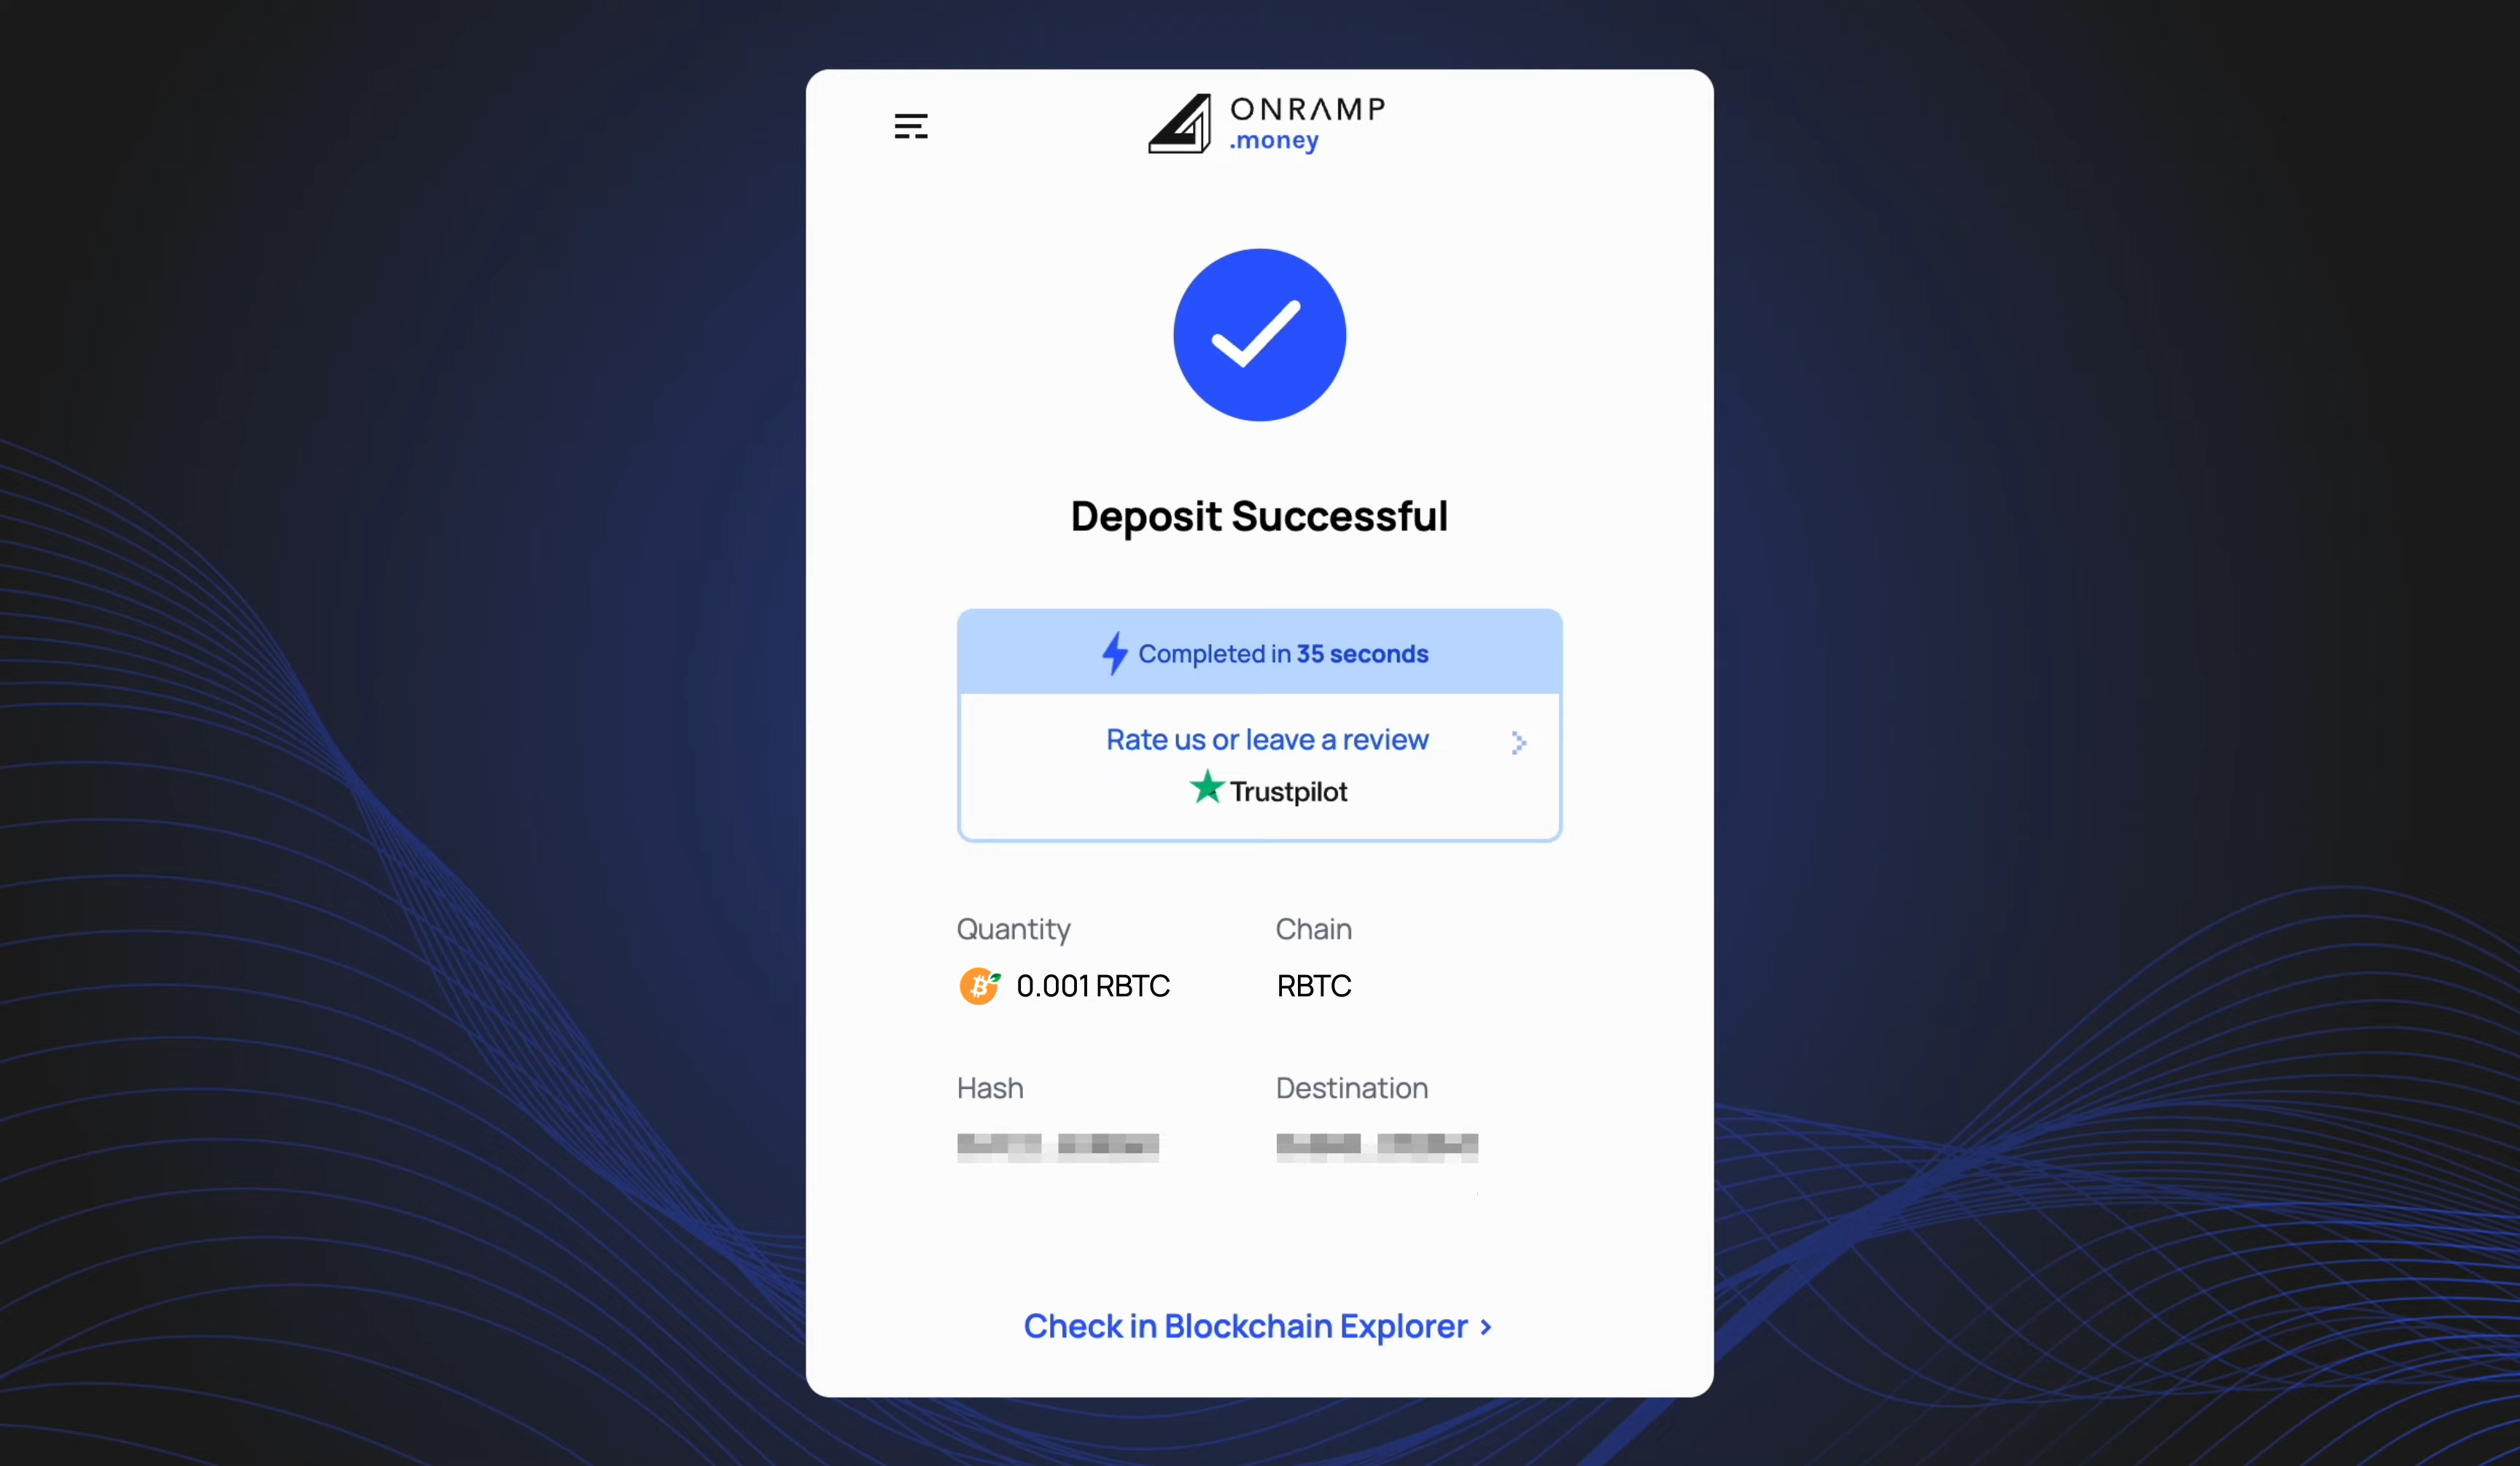 ONRAMP
.money
Deposit Successful
Completed in 35 seconds
Rate us or leave a review
Trustpilot
Quantity
Chain
0.001 RBTC
RBTC
Hash
Destination
Check in Blockchain Explorer >